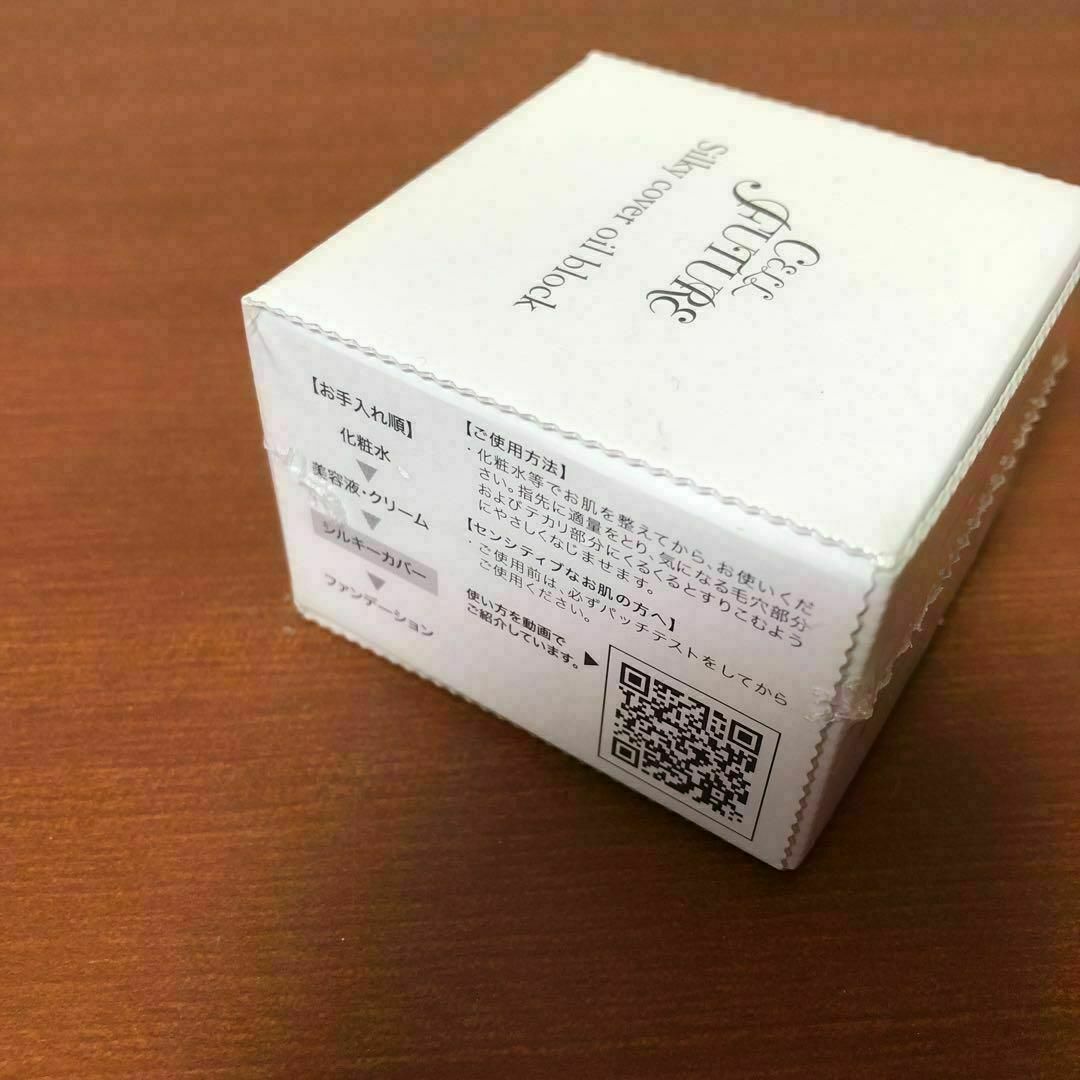 Cell
FUTURE
Silky cover oil block
【お手入れ順】
化粧水
美容液・クリーム
シルキーカバー
ファンデーション
【ご使用方法】
・化粧水等でお肌を整えてから、お使いくだ
さい。指先に適量をとり、気になる毛穴部分
およびテカリ部分にくるくるとすりこむよう
にやさしくなじませます。
【センシティブなお肌の方へ】
・ご使用前は、必ずパッチテストをしてから
ご使用ください。
使い方を動画で
ご紹介しています。▶